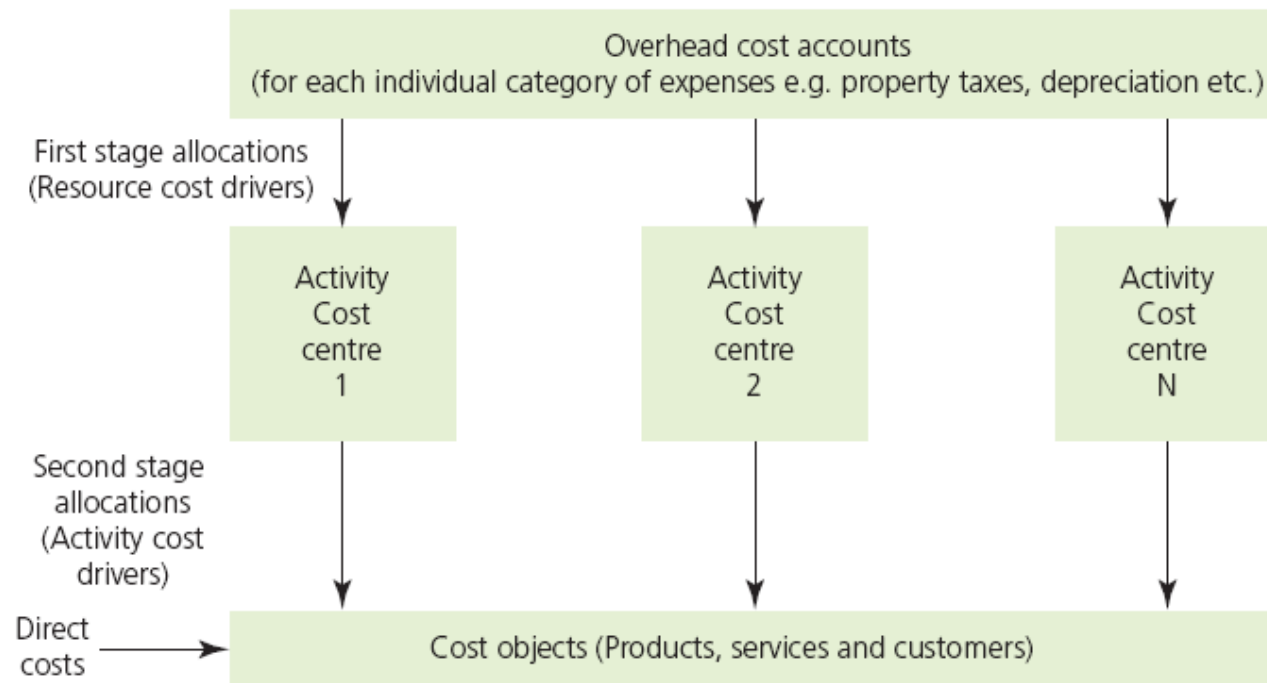 Overhead cost accounts
(for each individual category of expenses e.g. property taxes, depreciation etc.)
First stage allocations
(Resource cost drivers)
Activity
Cost
centre
1
Activity
Cost
centre
2
Activity
Cost
centre
N
Second stage
allocations
(Activity cost
drivers)
Direct
costs
Cost objects (Products, services and customers)